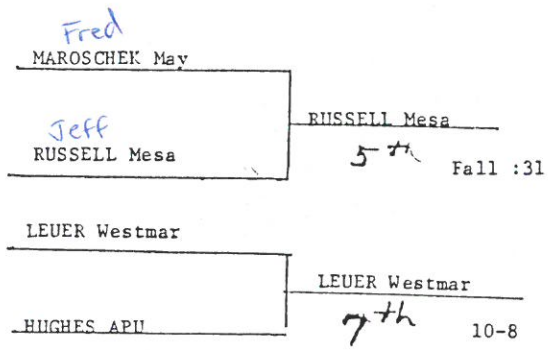 Fred
MAROSCHEK May
Jeff
RUSSELL Mesa
RUSSELL Mesa
5th
Fall :31
LEUER Westmar
HUGHES APU
LEUER Westmar
7th
10-8